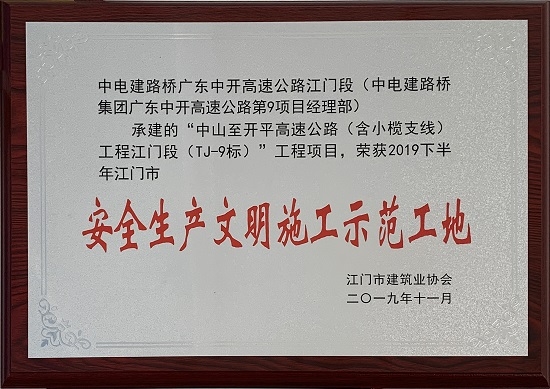 中电建路桥广东中开高速公路江门段（中电建路桥
集团广东中开高速公路第9项目经理部）
承建的“中山至开平高速公路（含小榄支线）
工程江门段（TJ-9标）”工程项目，荣获2019下半
年江门市
安全生产文明施工示范工地
江门市建筑业协会
二〇一九年十一月